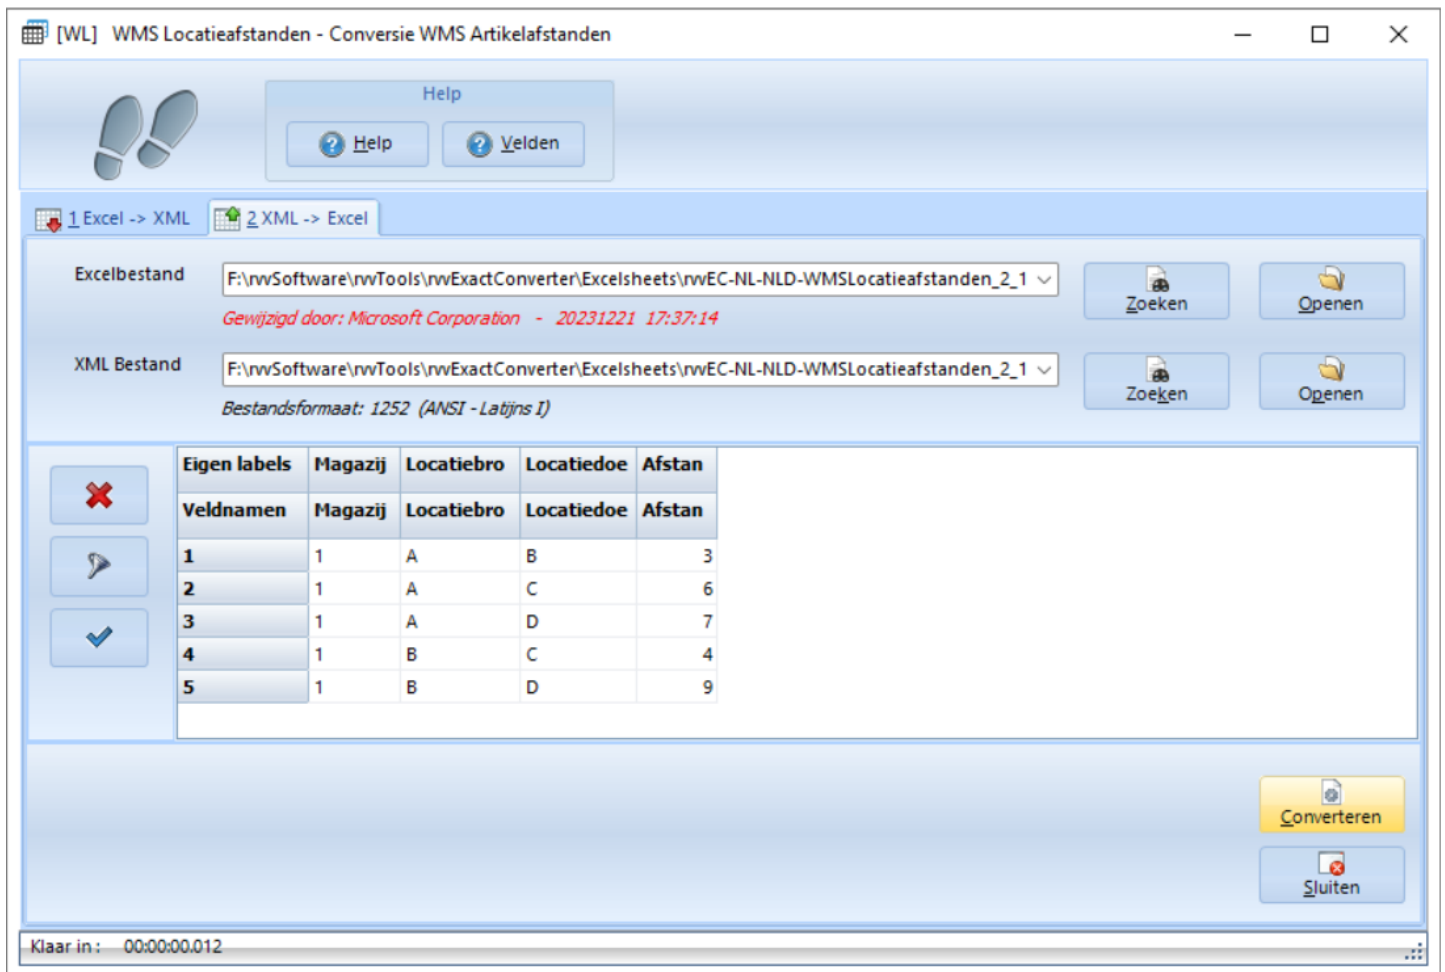 [WL] WMS Locatieafstanden - Conversie WMS Artikelafstanden
Help
Help Velden
1 Excel -> XML 2 XML -> Excel
Excelbestand F:\rvvSoftware\rvvTools\rvvExactConverter\Excelsheets\rvvEC-NL-NLD-WMSLocatieafstanden_2_1 Zoeken Openen
Gewijzigd door: Microsoft Corporation - 20231221 17:37:14
XML Bestand F:\rvvSoftware\rvvTools\rvvExactConverter\Excelsheets\rvvEC-NL-NLD-WMSLocatieafstanden_2_1 Zoeken Openen
Bestandsformaat: 1252 (ANSI - Latijns I)
Eigen labels Magazij Locatiebro Locatiedoe Afstan
Veldnamen Magazij Locatiebro Locatiedoe Afstan
1 1 A B 3
2 1 A C 6
3 1 A D 7
4 1 B C 4
5 1 B D 9
Converteren
Sluiten
Klaar in : 00:00:00.012